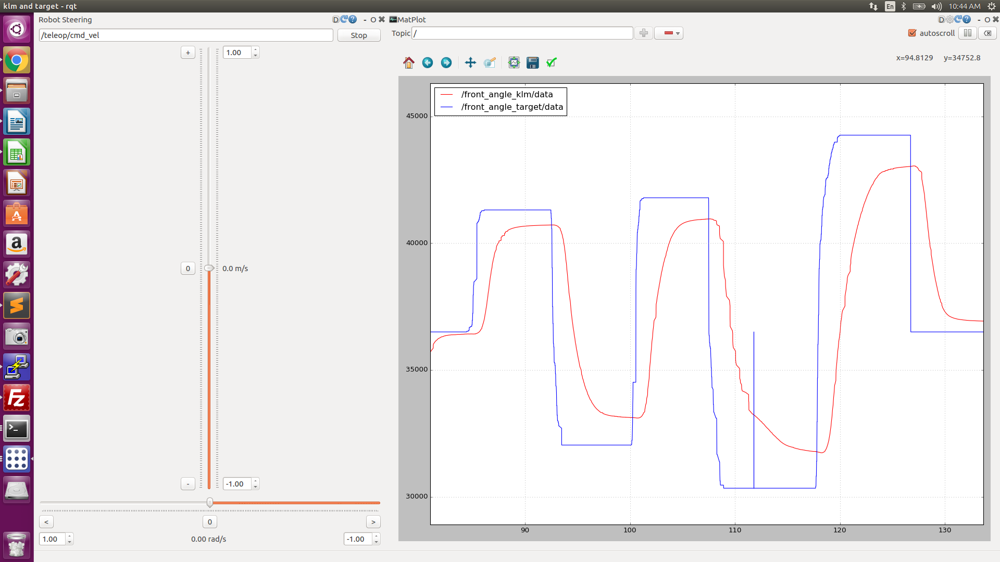 klm and target - rqt
En
10:44 AM
Robot Steering
D
- O
MatPlot
D
- O
/teleop/cmd_vel
Stop
Topic
/
autoscroll
x=94.8129 y=34752.8
+
1.00
0
0.0 m/s
-
-1.00
<
0
>
1.00
0.00 rad/s
-1.00
/front_angle_klm/data
/front_angle_target/data
45000
40000
35000
30000
90
100
110
120
130
a
Fz
>_